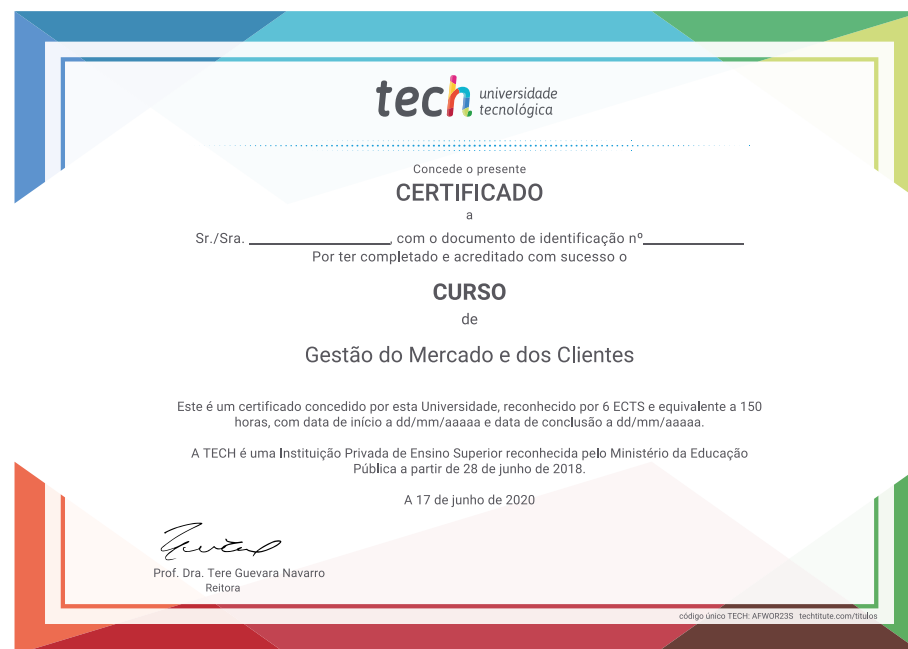 tech universidade
tecnológica
Concede o presente
CERTIFICADO
a
Sr./Sra. ____________________, com o documento de identificação nº______________
Por ter completado e acreditado com sucesso o
CURSO
de
Gestão do Mercado e dos Clientes
Este é um certificado concedido por esta Universidade, reconhecido por 6 ECTS e equivalente a 150
horas, com data de início a dd/mm/aaaaa e data de conclusão a dd/mm/aaaaa.
A TECH é uma Instituição Privada de Ensino Superior reconhecida pelo Ministério da Educação
Pública a partir de 28 de junho de 2018.
A 17 de junho de 2020
Prof. Dra. Tere Guevara Navarro
Reitora
código único TECH: AFWOR23S techtitute.com/titulos